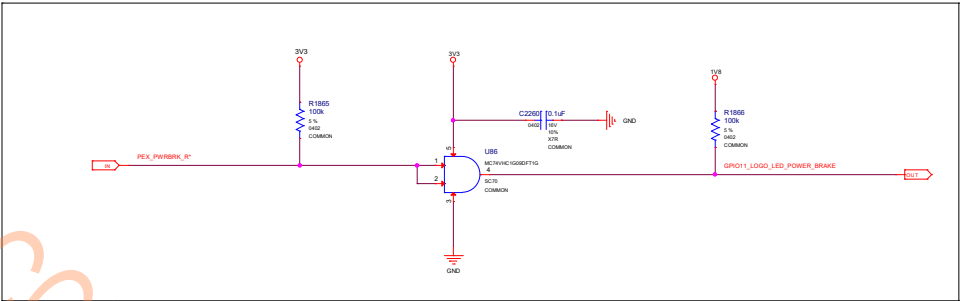 3V3
3V3
1V8
R1865
100k
5 %
0402
COMMON
C2260
0.1uF
0402
16V
10%
X7R
COMMON
GND
R1866
100k
5 %
0402
COMMON
PEX_PWRBRK_R*
IN
1
2
5
3
4
U86
MC74VHC1G09DFT1G
SC70
COMMON
GPIO11_LOGO_LED_POWER_BRAKE
OUT
GND